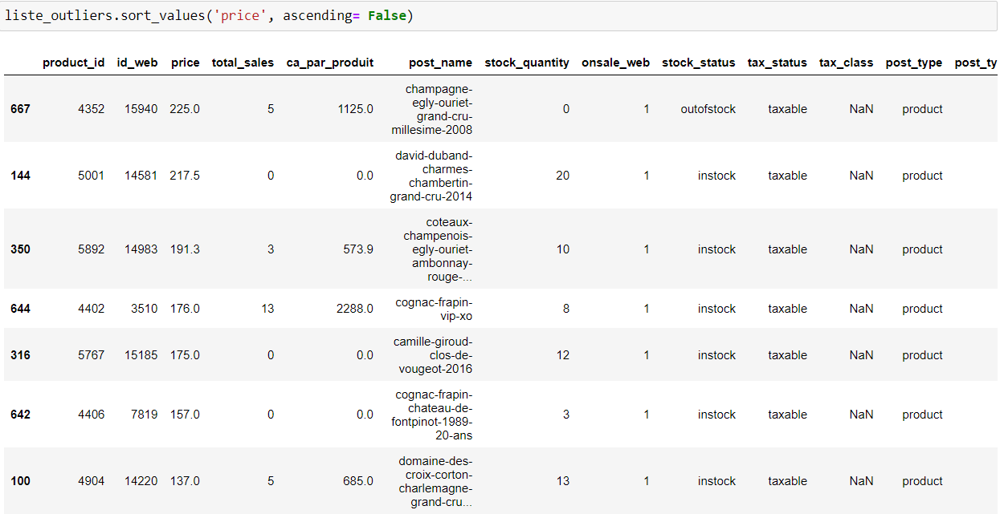 liste_outliers.sort_values('price', ascending= False)
product_id id_web price total_sales ca_par_produit post_name stock_quantity onsale_web stock_status tax_status tax_class post_type post_ty
champagne-
egly-ouriet-
667 4352 15940 225.0 5 1125.0 grand-cru- 0 1 outofstock taxable NaN product
millesime-2008
david-duband-
charmes-
144 5001 14581 217.5 0 0.0 chambertin- 20 1 instock taxable NaN product
grand-cru-2014
coteaux-
champenois-
350 5892 14983 191.3 3 573.9 egly-ouriet- 10 1 instock taxable NaN product
ambonnay-
rouge-...
644 4402 3510 176.0 13 2288.0 cognac-frapin- 8 1 instock taxable NaN product
vip-xo
camille-giroud-
316 5767 15185 175.0 0 0.0 clos-de- 12 1 instock taxable NaN product
vougeot-2016
cognac-frapin-
chateau-de-
642 4406 7819 157.0 0 0.0 fontpinot-1989- 3 1 instock taxable NaN product
20-ans
domaine-des-
croix-corton-
100 4904 14220 137.0 5 685.0 charlemagne- 13 1 instock taxable NaN product
grand-cru...